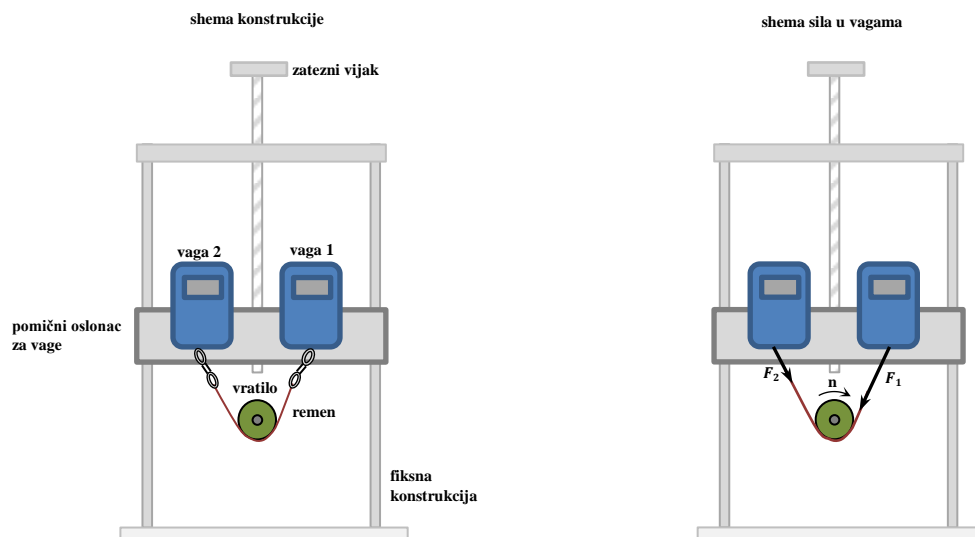 shema konstrukcije
zatezni vijak
vaga 2
vaga 1
pomični oslonac
za vage
vratilo
remen
fiksna
konstrukcija
shema sila u vagama
F₂
n
F₁